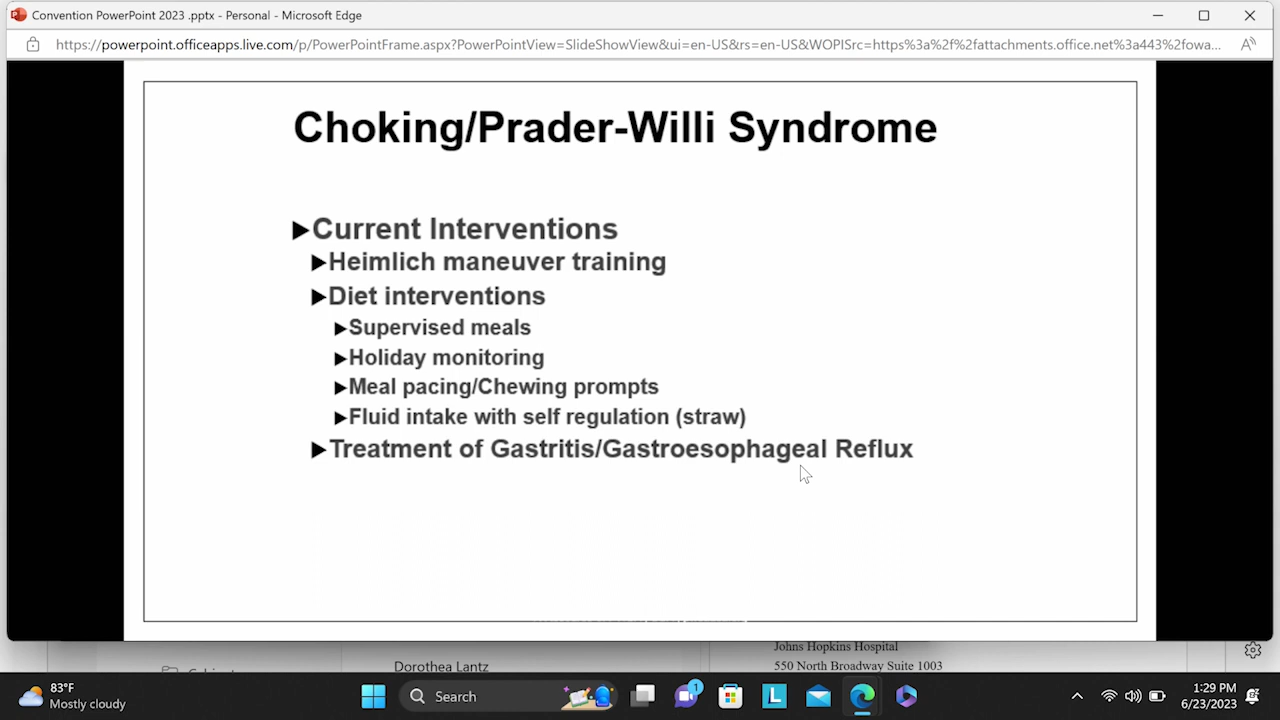 Convention PowerPoint 2023 .pptx - Personal - Microsoft Edge
https://powerpoint.officeapps.live.com/p/PowerPointFrame.aspx?PowerPointView=SlideShowView&ui=en-US&rs=en-US&WOPISrc=https%3a%2f%2fattachments.office.net%3a443%2fowa...
Choking/Prader-Willi Syndrome
Current Interventions
Heimlich maneuver training
Diet interventions
Supervised meals
Holiday monitoring
Meal pacing/Chewing prompts
Fluid intake with self regulation (straw)
Treatment of Gastritis/Gastroesophageal Reflux
Johns Hopkins Hospital
Dorothea Lantz
550 North Broadway Suite 1003
83°F
Mostly cloudy
Search
1
L
1:29 PM
6/23/2023